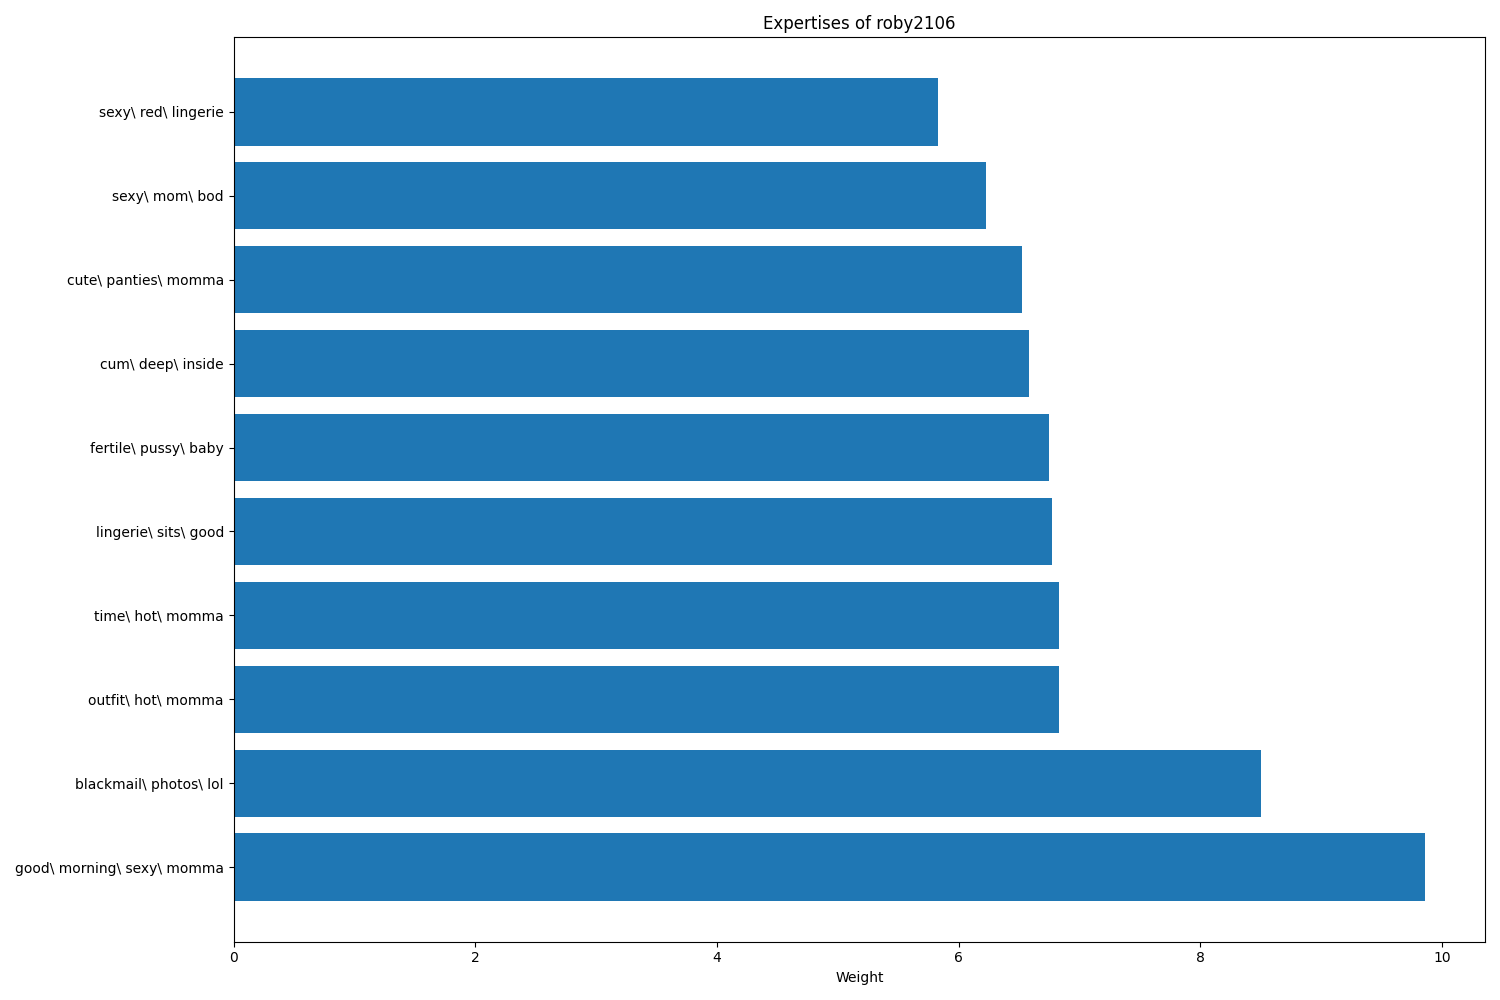 Expertises of roby2106
sexy\ red\ lingerie
sexy\ mom\ bod
cute\ panties\ momma
cum\ deep\ inside
fertile\ pussy\ baby
lingerie\ sits\ good
time\ hot\ momma
outfit\ hot\ momma
blackmail\ photos\ lol
good\ morning\ sexy\ momma
0 2 4 6 8 10
Weight